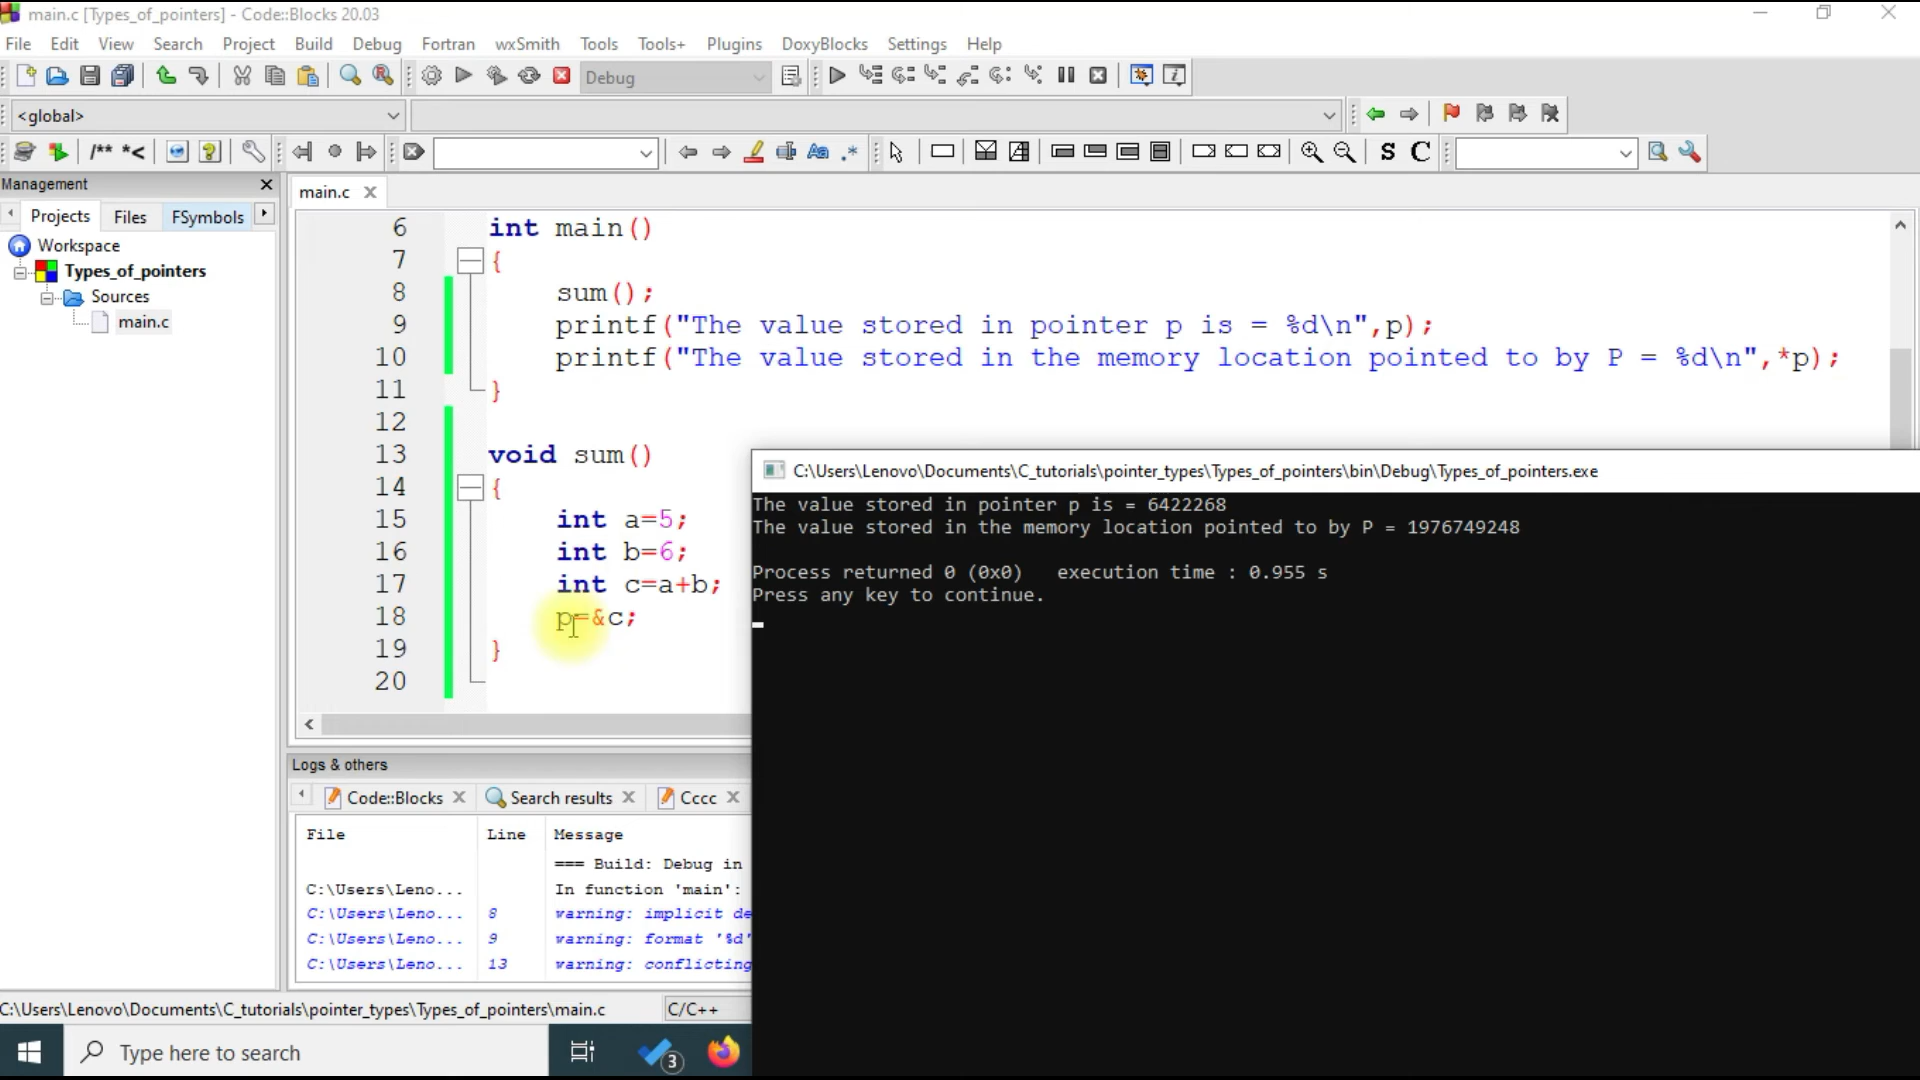 main.c [Types_of_pointers] - Code::Blocks 20.03
File Edit View Search Project Build Debug Fortran wxSmith Tools Tools+ Plugins DoxyBlocks Settings Help
Debug
<global>
/** *<
Aa .*
S C
Management
main.c
Projects Files FSymbols
Workspace
Types_of_pointers
Sources
main.c
6 int main()
7 {
8 sum();
9 printf("The value stored in pointer p is = %d\n",p);
10 printf("The value stored in the memory location pointed to by P = %d\n",*p);
11 }
12
13 void sum()
14 {
15 int a=5;
16 int b=6;
17 int c=a+b;
18 p=&c;
19 }
20
C:\Users\Lenovo\Documents\C_tutorials\pointer_types\Types_of_pointers\bin\Debug\Types_of_pointers.exe
The value stored in pointer p is = 6422268
The value stored in the memory location pointed to by P = 1976749248
Process returned 0 (0x0) execution time : 0.955 s
Press any key to continue.
Logs & others
Code::Blocks Search results Cccc
File Line Message
=== Build: Debug in
C:\Users\Leno... In function 'main':
C:\Users\Leno... 8 warning: implicit de
C:\Users\Leno... 9 warning: format '%d'
C:\Users\Leno... 13 warning: conflicting
C:\Users\Lenovo\Documents\C_tutorials\pointer_types\Types_of_pointers\main.c C/C++
Type here to search
3